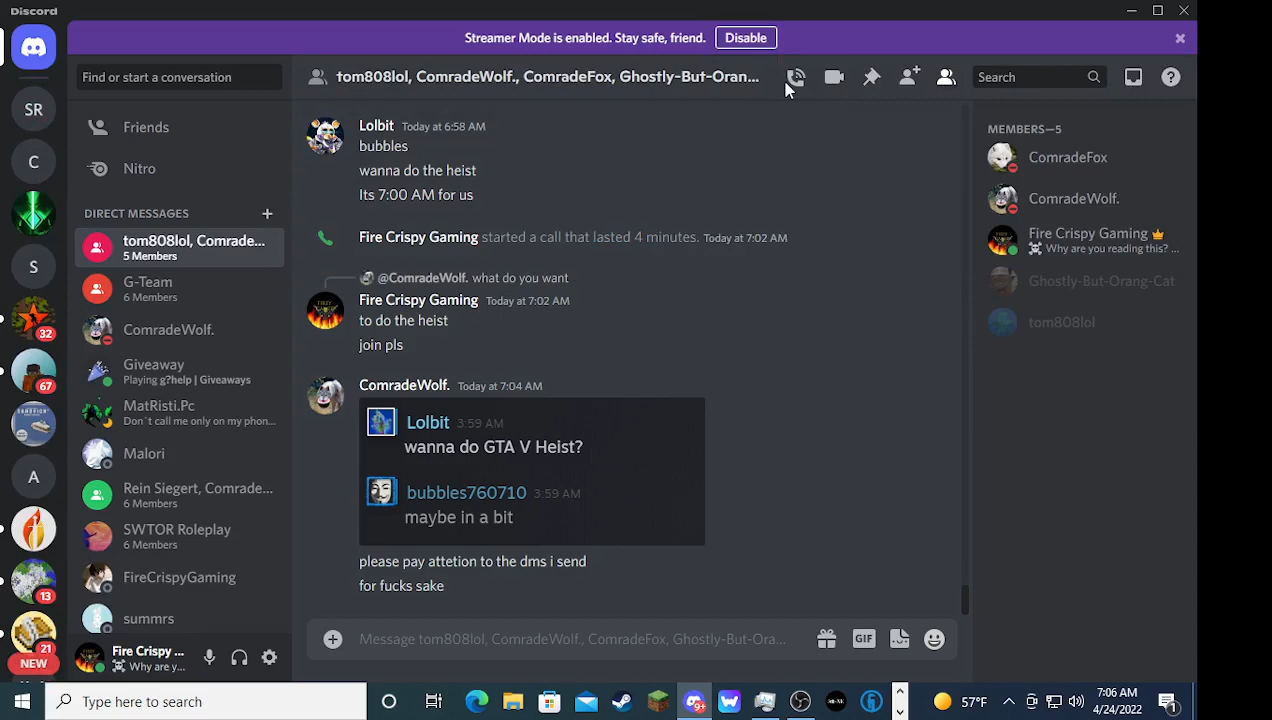 Discord
Streamer Mode is enabled. Stay safe, friend. Disable
Find or start a conversation
tom808lol, ComradeWolf., ComradeFox, Ghostly-But-Oran...
Search
SR
C
S
32
67
A
13
21
NEW
Friends
Nitro
DIRECT MESSAGES
tom808lol, Comrade...
5 Members
G-Team
6 Members
ComradeWolf.
Giveaway
Playing g?help | Giveaways
MatRisti.Pc
Don`t call me only on my phon...
Malori
Rein Siegert, Comrade...
6 Members
SWTOR Roleplay
6 Members
FireCrispyGaming
summrs
Fire Crispy ...
Why are y...
Lolbit Today at 6:58 AM
bubbles
wanna do the heist
Its 7:00 AM for us
Fire Crispy Gaming started a call that lasted 4 minutes. Today at 7:02 AM
@ComradeWolf. what do you want
Fire Crispy Gaming Today at 7:02 AM
to do the heist
join pls
ComradeWolf. Today at 7:04 AM
Lolbit 3:59 AM
wanna do GTA V Heist?
bubbles760710 3:59 AM
maybe in a bit
please pay attetion to the dms i send
for fucks sake
Message tom808lol, ComradeWolf., ComradeFox, Ghostly-But-Ora...
GIF
MEMBERS—5
ComradeFox
ComradeWolf.
Fire Crispy Gaming
Why are you reading this? ...
Ghostly-But-Orang-Cat
tom808lol
Type here to search
9+
57°F
7:06 AM
4/24/2022
1